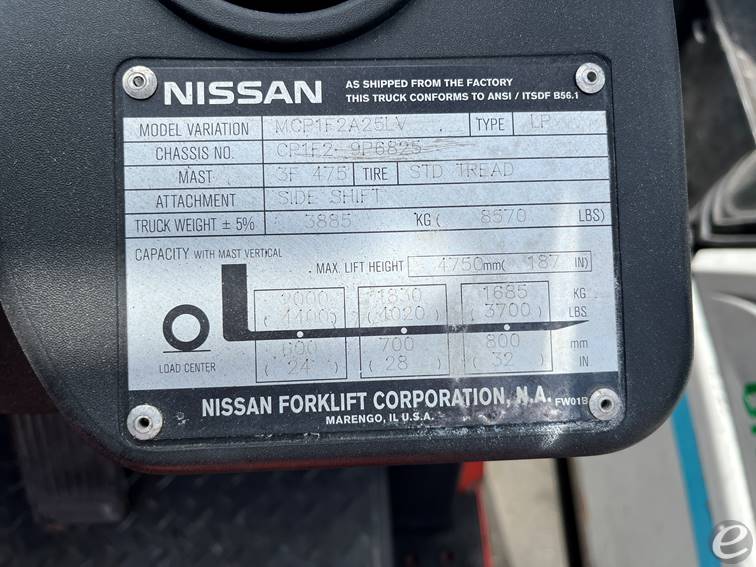 NISSAN
AS SHIPPED FROM THE FACTORY
THIS TRUCK CONFORMS TO ANSI / ITSDF B56.1
MODEL VARIATION MCP1F2A25LV TYPE LP
CHASSIS NO. CP1F2-9P6825
MAST 3F 475 TIRE STD TREAD
ATTACHMENT SIDE SHIFT
TRUCK WEIGHT ± 5% 3885 KG ( 8570 LBS)
CAPACITY WITH MAST VERTICAL
MAX. LIFT HEIGHT 4750mm( 187 IN)
2000 1830 1685 KG
( 4400) ( 4020) ( 3700) LBS
600 700 800 mm
( 24 ) ( 28 ) ( 32 ) IN
LOAD CENTER
NISSAN FORKLIFT CORPORATION, N.A. FW01B
MARENGO, IL U.S.A.
e